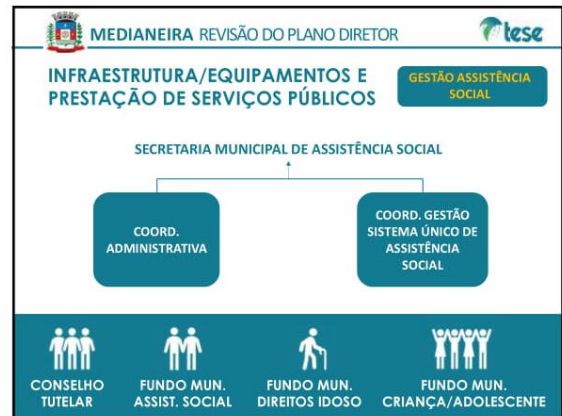 MEDIANEIRA REVISÃO DO PLANO DIRETOR
tese
INFRAESTRUTURA/EQUIPAMENTOS E
PRESTAÇÃO DE SERVIÇOS PÚBLICOS
GESTÃO ASSISTÊNCIA
SOCIAL
SECRETARIA MUNICIPAL DE ASSISTÊNCIA SOCIAL
COORD.
ADMINISTRATIVA
COORD. GESTÃO
SISTEMA ÚNICO DE
ASSISTÊNCIA
SOCIAL
CONSELHO
TUTELAR
FUNDO MUN.
ASSIST. SOCIAL
FUNDO MUN.
DIREITOS IDOSO
FUNDO MUN.
CRIANÇA/ADOLESCENTE